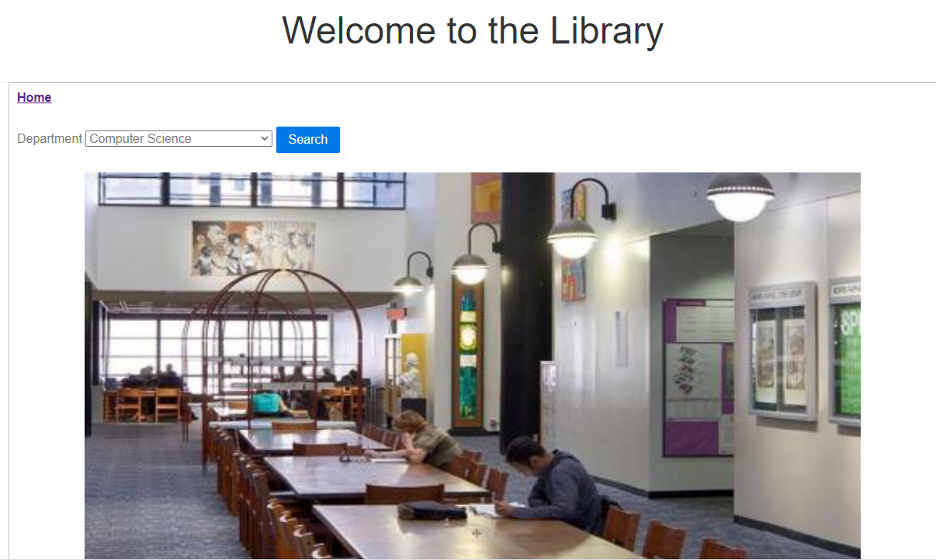 Welcome to the Library
Home
Department Computer Science Search